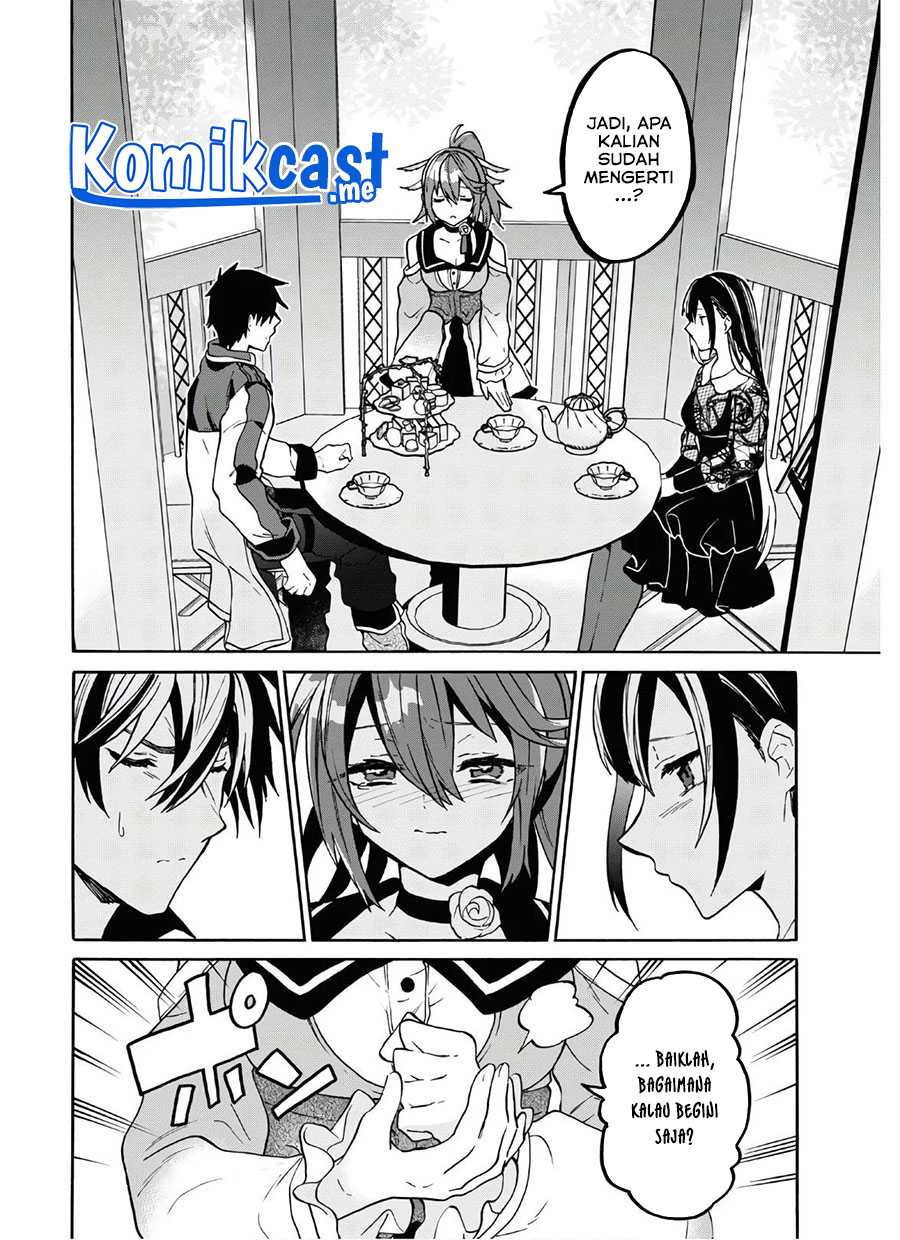 JADI, APA
KALIAN
SUDAH
MENGERTI
...?
Komikcast
.me
ポン
... BAIKLAH,
BAGAIMANA
KALAU BEGINI
SAJA?